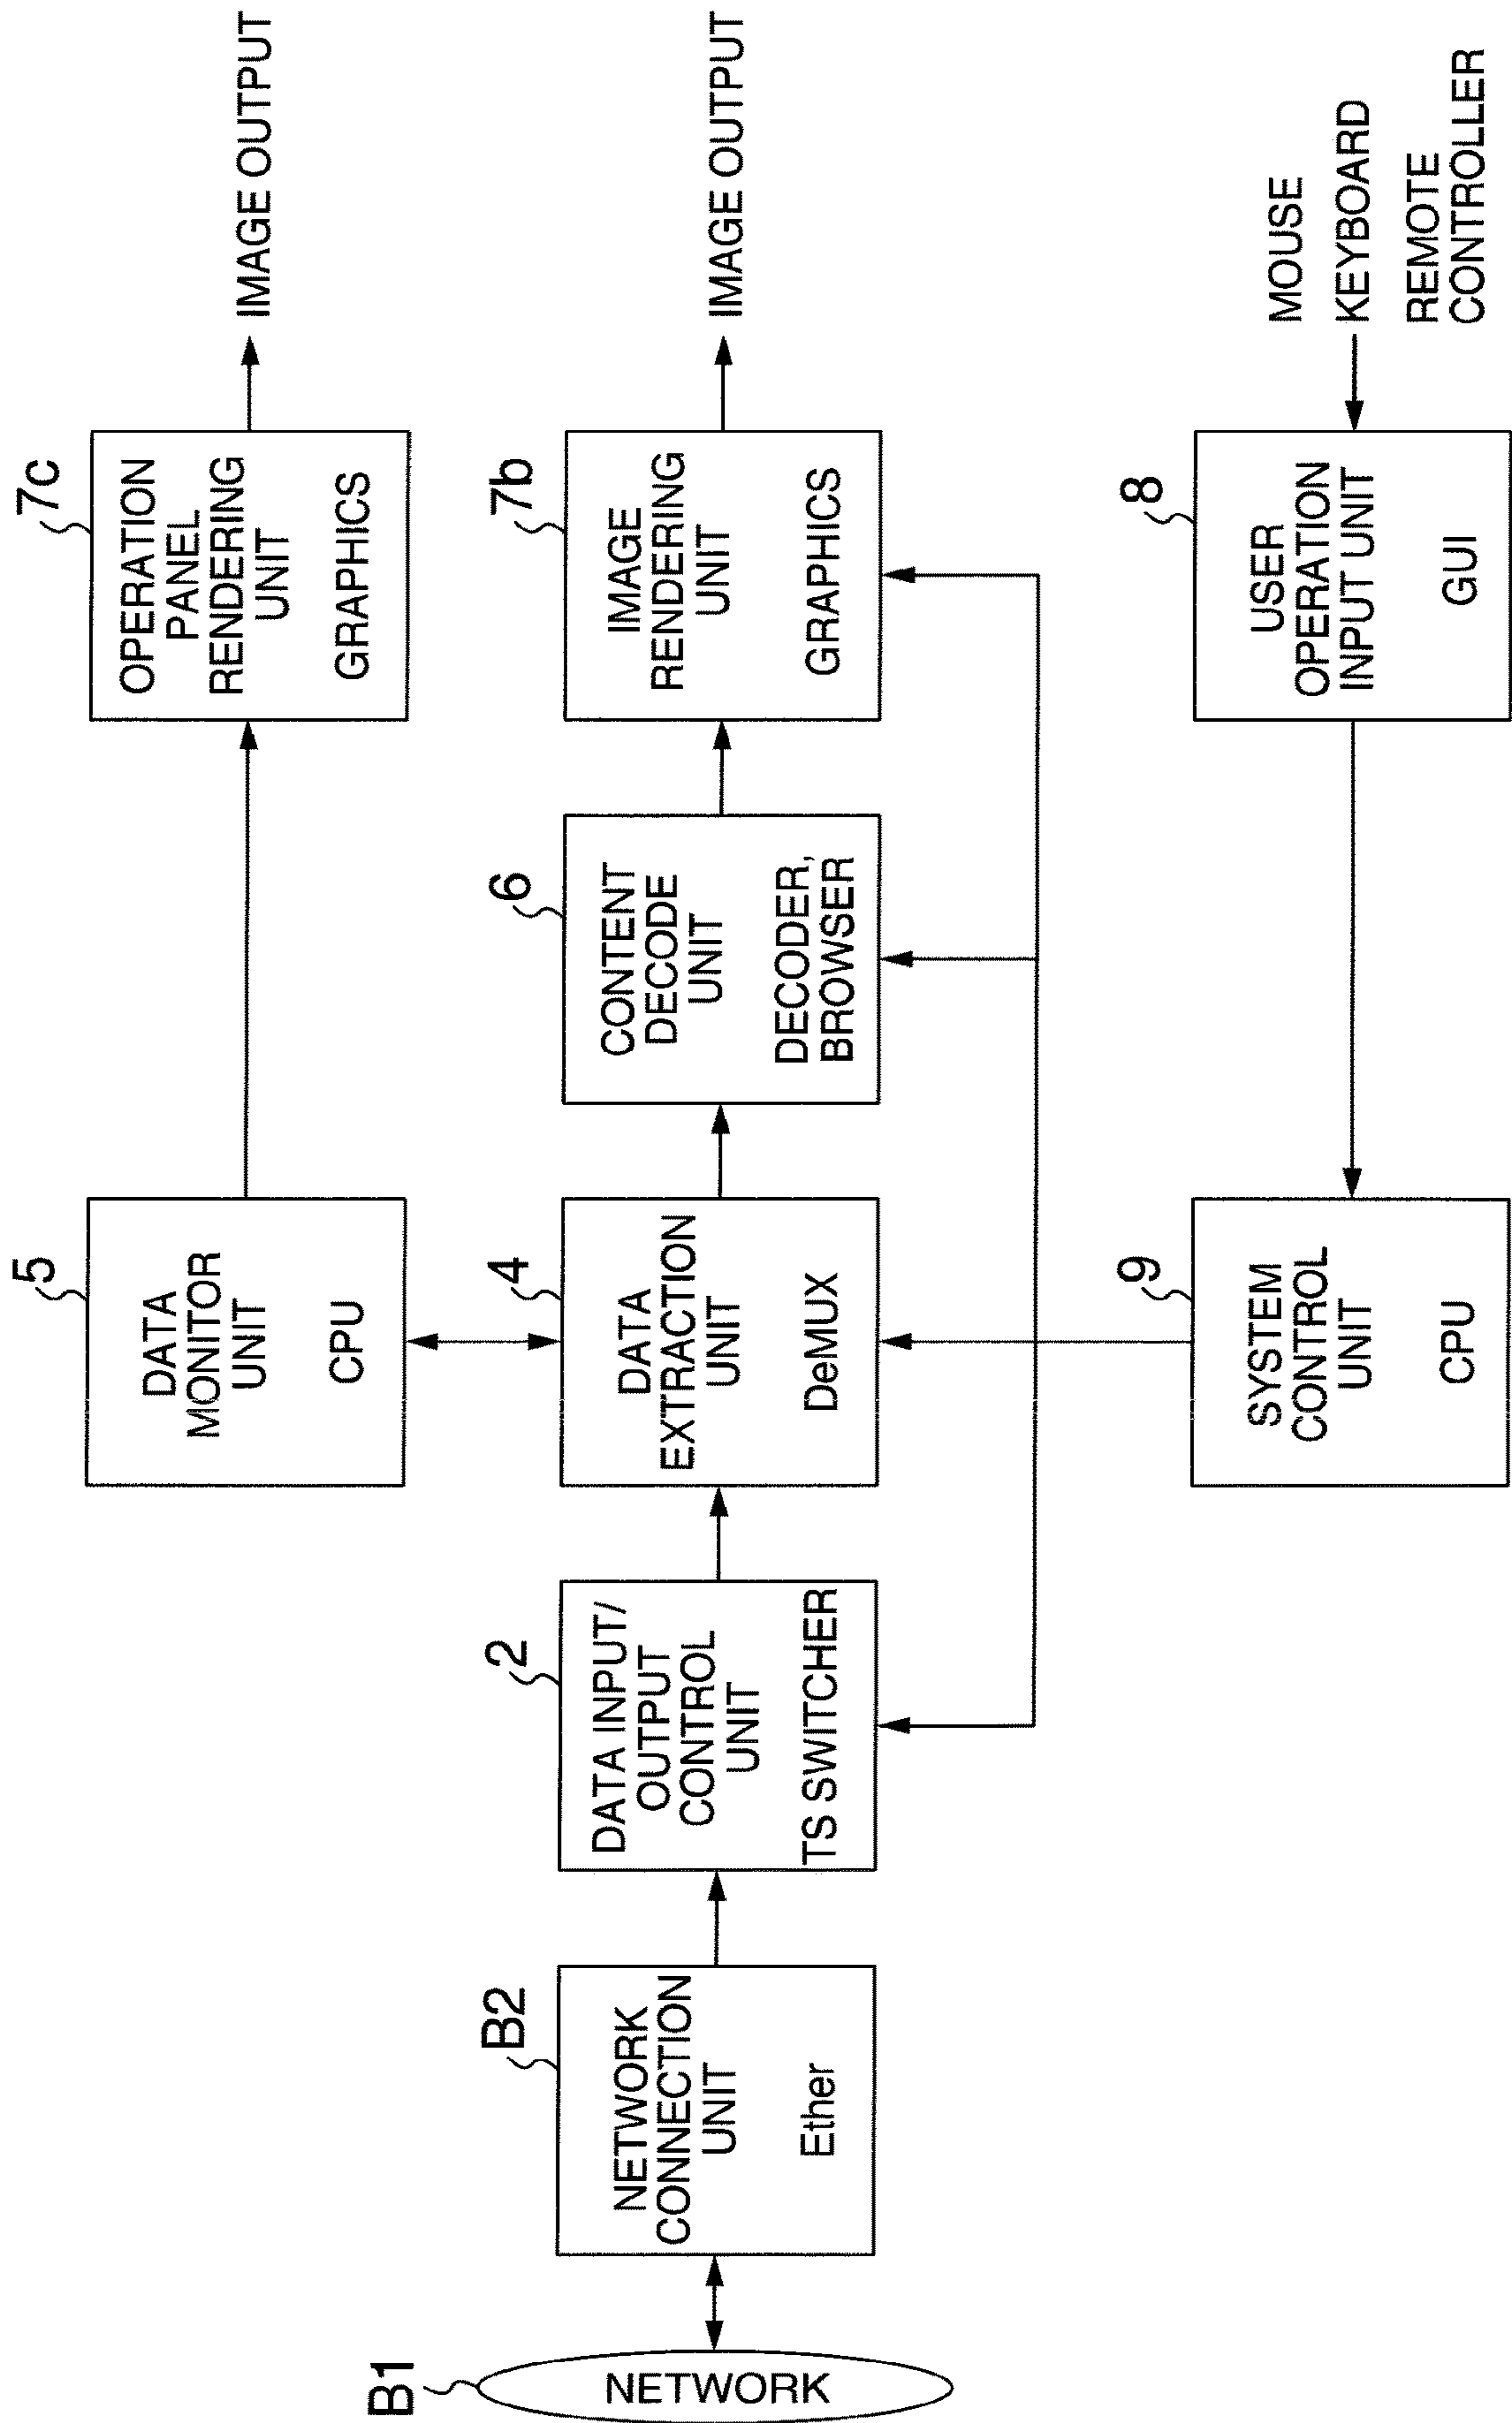 5
DATA
MONITOR
UNIT
CPU
7c
OPERATION
PANEL
RENDERING
UNIT
GRAPHICS
IMAGE OUTPUT
B1
NETWORK
B2
NETWORK
CONNECTION
UNIT
Ether
2
DATA INPUT/
OUTPUT
CONTROL
UNIT
TS SWITCHER
4
DATA
EXTRACTION
UNIT
DeMUX
6
CONTENT
DECODE
UNIT
DECODER,
BROWSER
7b
IMAGE
RENDERING
UNIT
GRAPHICS
IMAGE OUTPUT
9
SYSTEM
CONTROL
UNIT
CPU
8
USER
OPERATION
INPUT UNIT
GUI
MOUSE
KEYBOARD
REMOTE
CONTROLLER